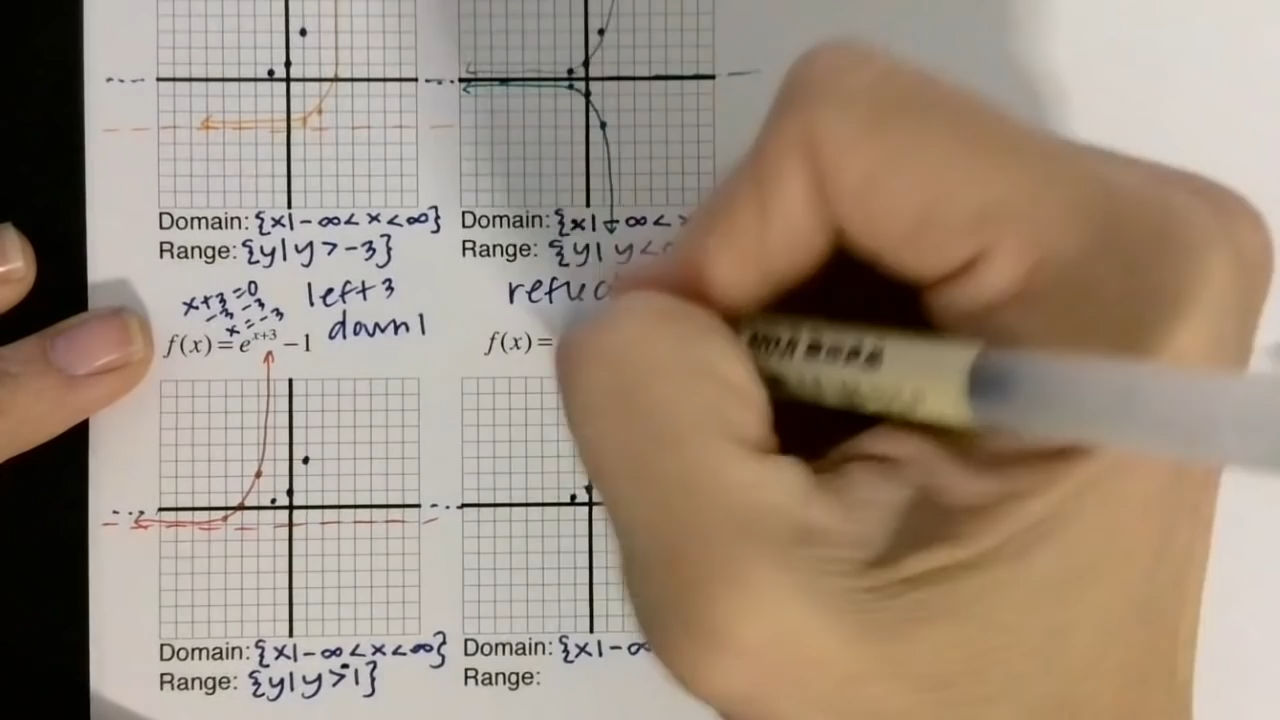 Domain: {x|-∞<x<∞}
Range: {y|y>-3}
Domain: {x|-∞<
Range: {y|y<
x+3=0
-3 -3
x=-3
left 3
down 1
f(x)=e^{x+3}-1
f(x)=
Domain: {x|-∞<x<∞}
Range: {y|y>-1}
Domain: {x|-∞
Range: